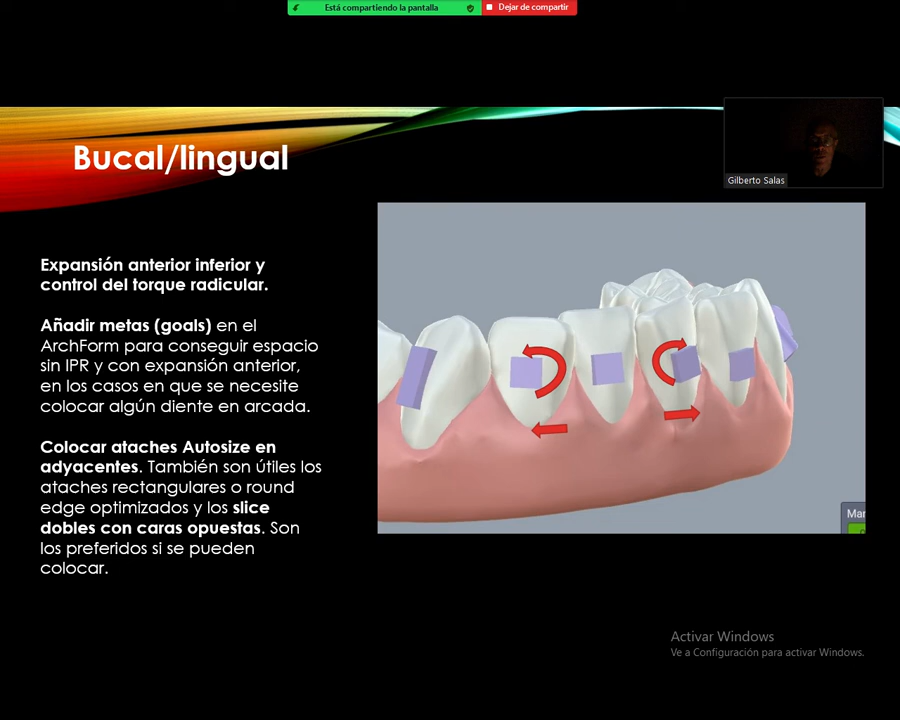 Está compartiendo la pantalla
Dejar de compartir
Bucal/lingual
Gilberto Salas
Expansión anterior inferior y
control del torque radicular.
Añadir metas (goals) en el
ArchForm para conseguir espacio
sin IPR y con expansión anterior,
en los casos en que se necesite
colocar algún diente en arcada.
Colocar ataches Autosize en
adyacentes. También son útiles los
ataches rectangulares o round
edge optimizados y los slice
dobles con caras opuestas. Son
los preferidos si se pueden
colocar.
Mar
Activar Windows
Ve a Configuración para activar Windows.